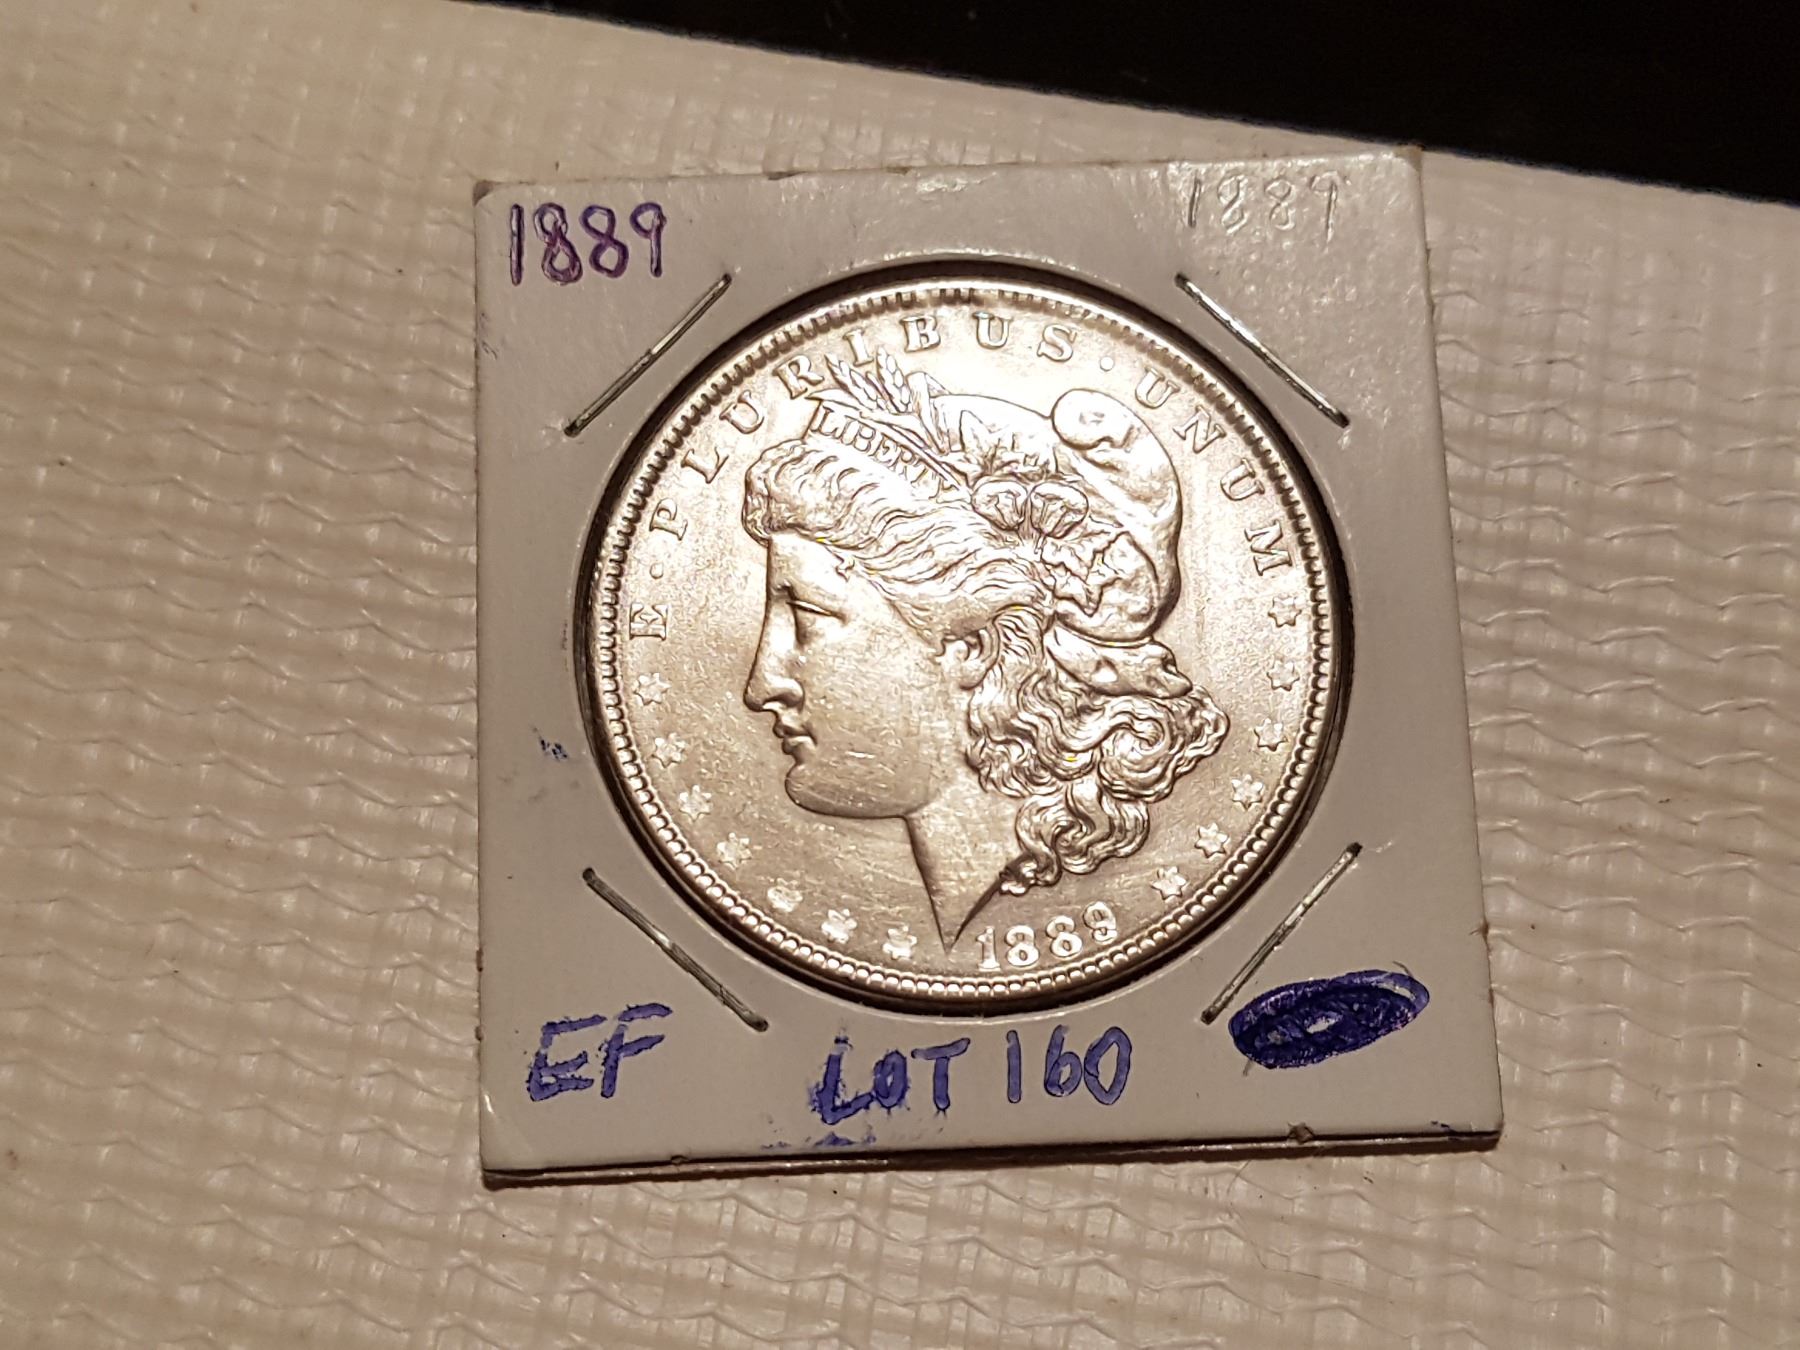 1889
1889
E · PLURIBUS · UNUM
LIBERTY
1889
EF
LOT 160